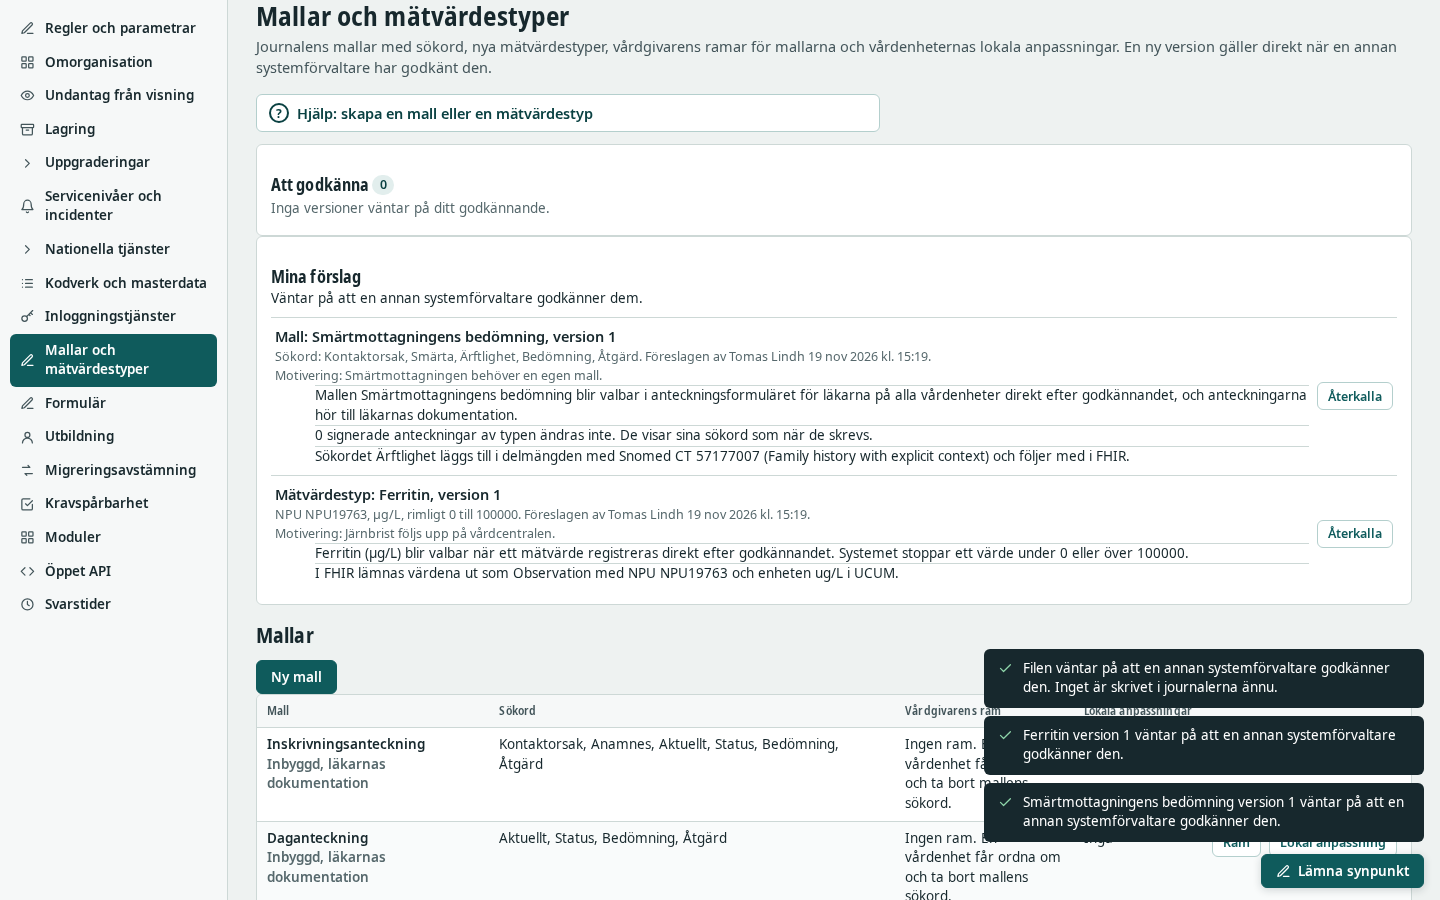 Regler och parametrar
Omorganisation
Undantag från visning
Lagring
Uppgraderingar
Servicenivåer och
incidenter
Nationella tjänster
Kodverk och masterdata
Inloggningstjänster
Mallar och
mätvärdestyper
Formulär
Utbildning
Migreringsavstämning
Kravspårbarhet
Moduler
Öppet API
Svarstider
Mallar och mätvärdestyper
Journalens mallar med sökord, nya mätvärdestyper, vårdgivarens ramar för mallarna och vårdenheternas lokala anpassningar. En ny version gäller direkt när en annan
systemförvaltare har godkänt den.
? Hjälp: skapa en mall eller en mätvärdestyp
Att godkänna 0
Inga versioner väntar på ditt godkännande.
Mina förslag
Väntar på att en annan systemförvaltare godkänner dem.
Mall: Smärtmottagningens bedömning, version 1
Sökord: Kontaktorsak, Smärta, Ärftlighet, Bedömning, Åtgärd. Föreslagen av Tomas Lindh 19 nov 2026 kl. 15:19.
Motivering: Smärtmottagningen behöver en egen mall.
Mallen Smärtmottagningens bedömning blir valbar i anteckningsformuläret för läkarna på alla vårdenheter direkt efter godkännandet, och anteckningarna
hör till läkarnas dokumentation.
0 signerade anteckningar av typen ändras inte. De visar sina sökord som när de skrevs.
Sökordet Ärftlighet läggs till i delmängden med Snomed CT 57177007 (Family history with explicit context) och följer med i FHIR.
Återkalla
Mätvärdestyp: Ferritin, version 1
NPU NPU19763, µg/L, rimligt 0 till 100000. Föreslagen av Tomas Lindh 19 nov 2026 kl. 15:19.
Motivering: Järnbrist följs upp på vårdcentralen.
Ferritin (µg/L) blir valbar när ett mätvärde registreras direkt efter godkännandet. Systemet stoppar ett värde under 0 eller över 100000.
I FHIR lämnas värdena ut som Observation med NPU NPU19763 och enheten ug/L i UCUM.
Återkalla
Mallar
Ny mall
Mall Sökord Vårdgivarens ram Lokala anpassningar
Inskrivningsanteckning
Inbyggd, läkarnas
dokumentation
Kontaktorsak, Anamnes, Aktuellt, Status, Bedömning,
Åtgärd
Ingen ram.
vårdenhet
och ta bort mallens
sökord.
Daganteckning
Inbyggd, läkarnas
dokumentation
Aktuellt, Status, Bedömning, Åtgärd
Ingen ram.
vårdenhet får ordna om
och ta bort mallens
sökord.
Ram
Lokal anpassning
Filen väntar på att en annan systemförvaltare godkänner
den. Inget är skrivet i journalerna ännu.
Ferritin version 1 väntar på att en annan systemförvaltare
godkänner den.
Smärtmottagningens bedömning version 1 väntar på att en
annan systemförvaltare godkänner den.
Lämna synpunkt